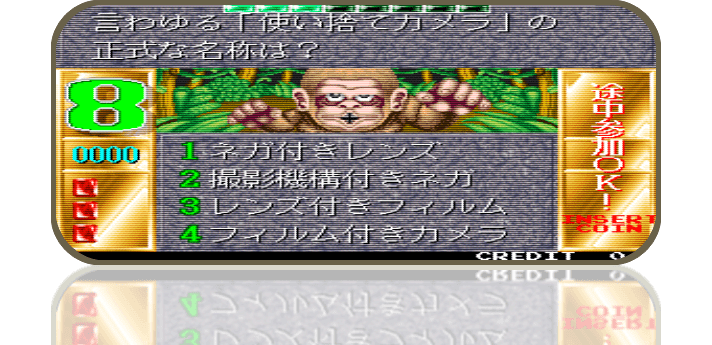 言わゆる「使い捨てカメラ」の
正式な名称は？
8
0000
1 ネガ付きレンズ
2 撮影機構付きネガ
3 レンズ付きフィルム
4 フィルム付きカメラ
途中参加OK！
INSERT
COIN
CREDIT 0